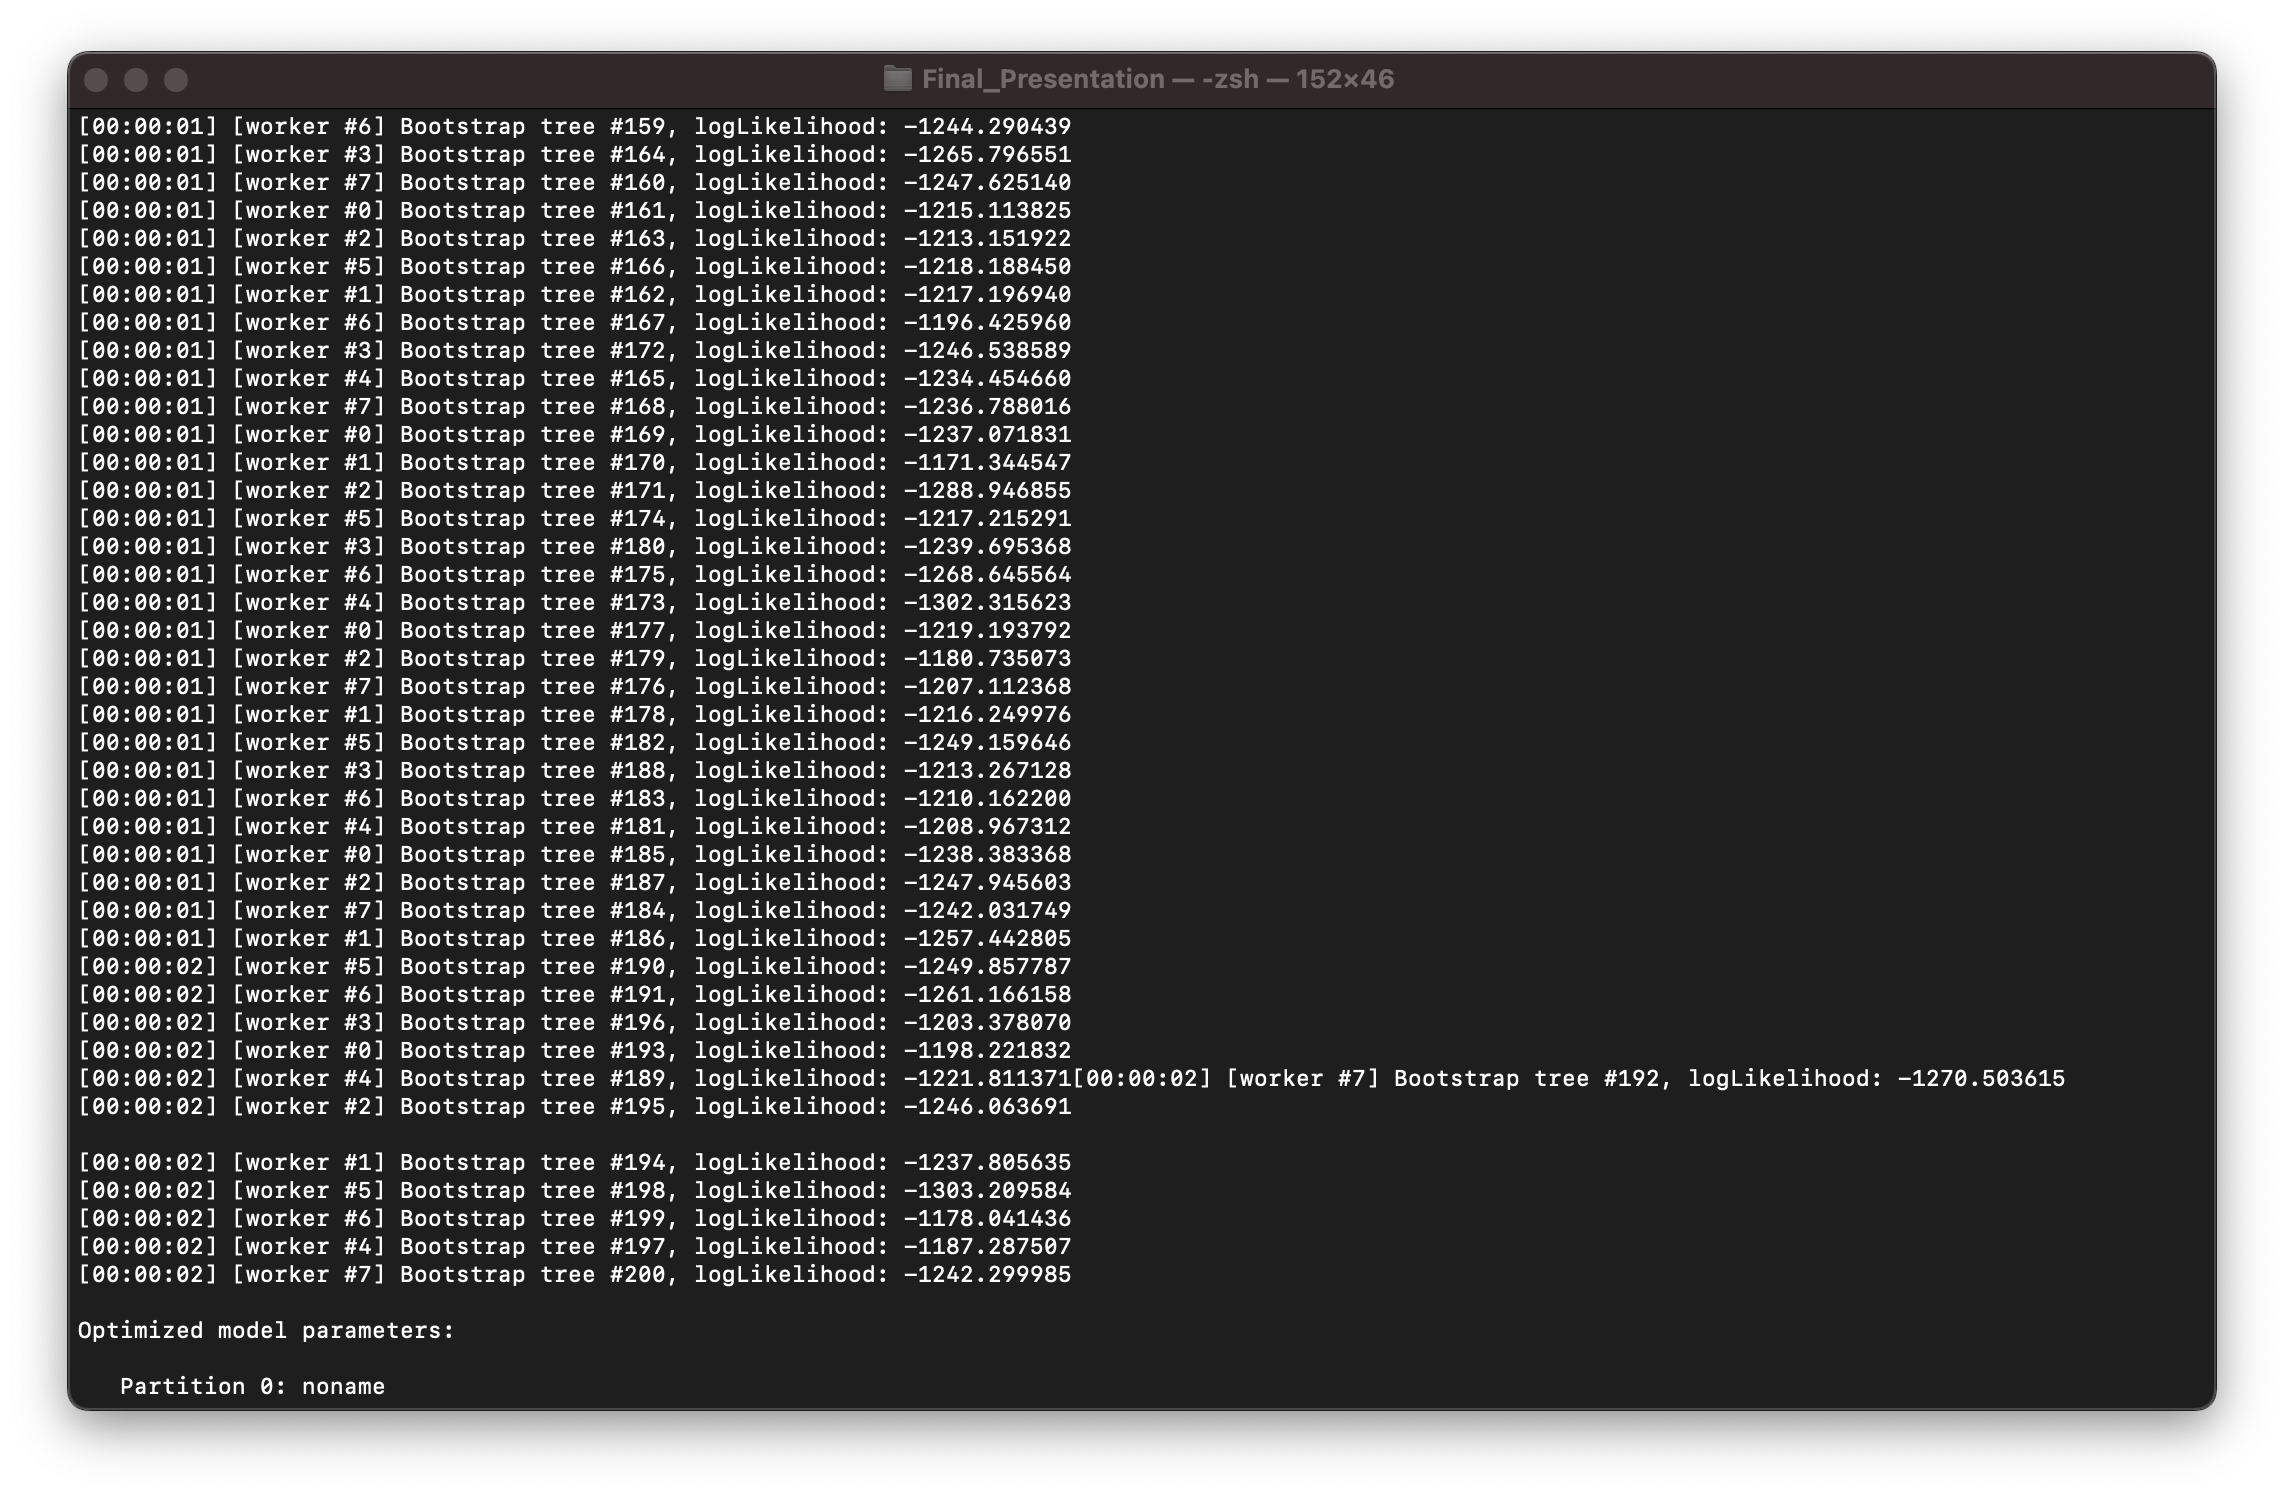 Final_Presentation — -zsh — 152×46
[00:00:01] [worker #6] Bootstrap tree #159, logLikelihood: -1244.290439
[00:00:01] [worker #3] Bootstrap tree #164, logLikelihood: -1265.796551
[00:00:01] [worker #7] Bootstrap tree #160, logLikelihood: -1247.625140
[00:00:01] [worker #0] Bootstrap tree #161, logLikelihood: -1215.113825
[00:00:01] [worker #2] Bootstrap tree #163, logLikelihood: -1213.151922
[00:00:01] [worker #5] Bootstrap tree #166, logLikelihood: -1218.188450
[00:00:01] [worker #1] Bootstrap tree #162, logLikelihood: -1217.196940
[00:00:01] [worker #6] Bootstrap tree #167, logLikelihood: -1196.425960
[00:00:01] [worker #3] Bootstrap tree #172, logLikelihood: -1246.538589
[00:00:01] [worker #4] Bootstrap tree #165, logLikelihood: -1234.454660
[00:00:01] [worker #7] Bootstrap tree #168, logLikelihood: -1236.788016
[00:00:01] [worker #0] Bootstrap tree #169, logLikelihood: -1237.071831
[00:00:01] [worker #1] Bootstrap tree #170, logLikelihood: -1171.344547
[00:00:01] [worker #2] Bootstrap tree #171, logLikelihood: -1288.946855
[00:00:01] [worker #5] Bootstrap tree #174, logLikelihood: -1217.215291
[00:00:01] [worker #3] Bootstrap tree #180, logLikelihood: -1239.695368
[00:00:01] [worker #6] Bootstrap tree #175, logLikelihood: -1268.645564
[00:00:01] [worker #4] Bootstrap tree #173, logLikelihood: -1302.315623
[00:00:01] [worker #0] Bootstrap tree #177, logLikelihood: -1219.193792
[00:00:01] [worker #2] Bootstrap tree #179, logLikelihood: -1180.735073
[00:00:01] [worker #7] Bootstrap tree #176, logLikelihood: -1207.112368
[00:00:01] [worker #1] Bootstrap tree #178, logLikelihood: -1216.249976
[00:00:01] [worker #5] Bootstrap tree #182, logLikelihood: -1249.159646
[00:00:01] [worker #3] Bootstrap tree #188, logLikelihood: -1213.267128
[00:00:01] [worker #6] Bootstrap tree #183, logLikelihood: -1210.162200
[00:00:01] [worker #4] Bootstrap tree #181, logLikelihood: -1208.967312
[00:00:01] [worker #0] Bootstrap tree #185, logLikelihood: -1238.383368
[00:00:01] [worker #2] Bootstrap tree #187, logLikelihood: -1247.945603
[00:00:01] [worker #7] Bootstrap tree #184, logLikelihood: -1242.031749
[00:00:01] [worker #1] Bootstrap tree #186, logLikelihood: -1257.442805
[00:00:02] [worker #5] Bootstrap tree #190, logLikelihood: -1249.857787
[00:00:02] [worker #6] Bootstrap tree #191, logLikelihood: -1261.166158
[00:00:02] [worker #3] Bootstrap tree #196, logLikelihood: -1203.378070
[00:00:02] [worker #0] Bootstrap tree #193, logLikelihood: -1198.221832
[00:00:02] [worker #4] Bootstrap tree #189, logLikelihood: -1221.811371[00:00:02] [worker #7] Bootstrap tree #192, logLikelihood: -1270.503615
[00:00:02] [worker #2] Bootstrap tree #195, logLikelihood: -1246.063691
[00:00:02] [worker #1] Bootstrap tree #194, logLikelihood: -1237.805635
[00:00:02] [worker #5] Bootstrap tree #198, logLikelihood: -1303.209584
[00:00:02] [worker #6] Bootstrap tree #199, logLikelihood: -1178.041436
[00:00:02] [worker #4] Bootstrap tree #197, logLikelihood: -1187.287507
[00:00:02] [worker #7] Bootstrap tree #200, logLikelihood: -1242.299985
Optimized model parameters:
Partition 0: noname